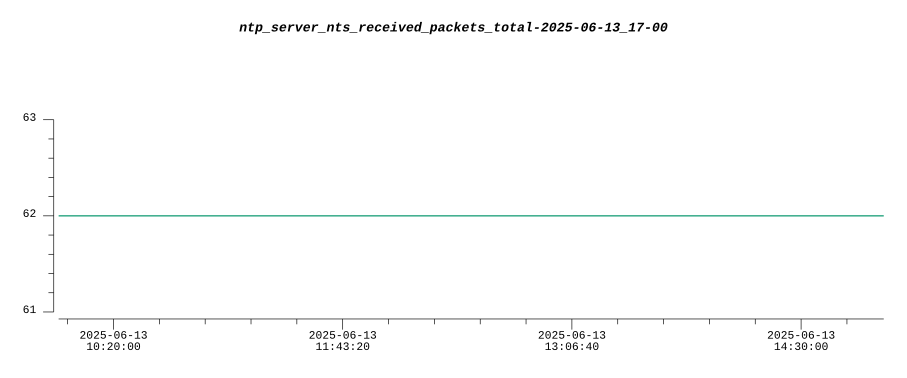 ntp_server_nts_received_packets_total-2025-06-13_17-00
63
62
61
2025-06-13 2025-06-13 2025-06-13 2025-06-13
10:20:00 11:43:20 13:06:40 14:30:00